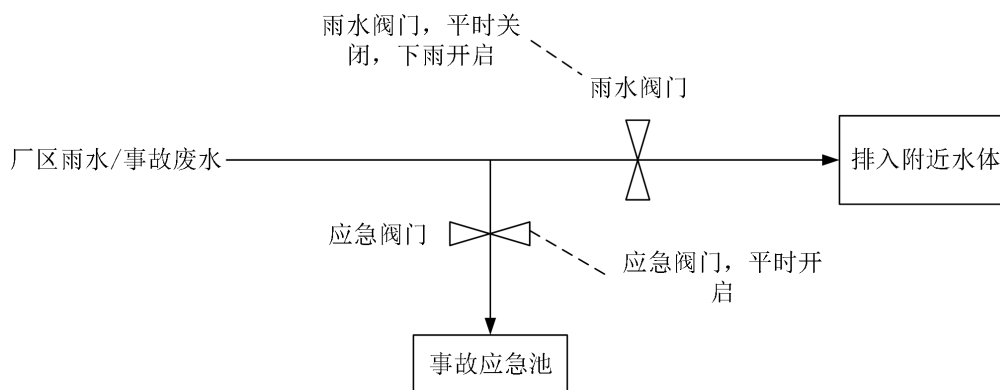 雨水阀门，平时关
闭，下雨开启
雨水阀门
厂区雨水/事故废水
排入附近水体
应急阀门
应急阀门，平时开
启
事故应急池